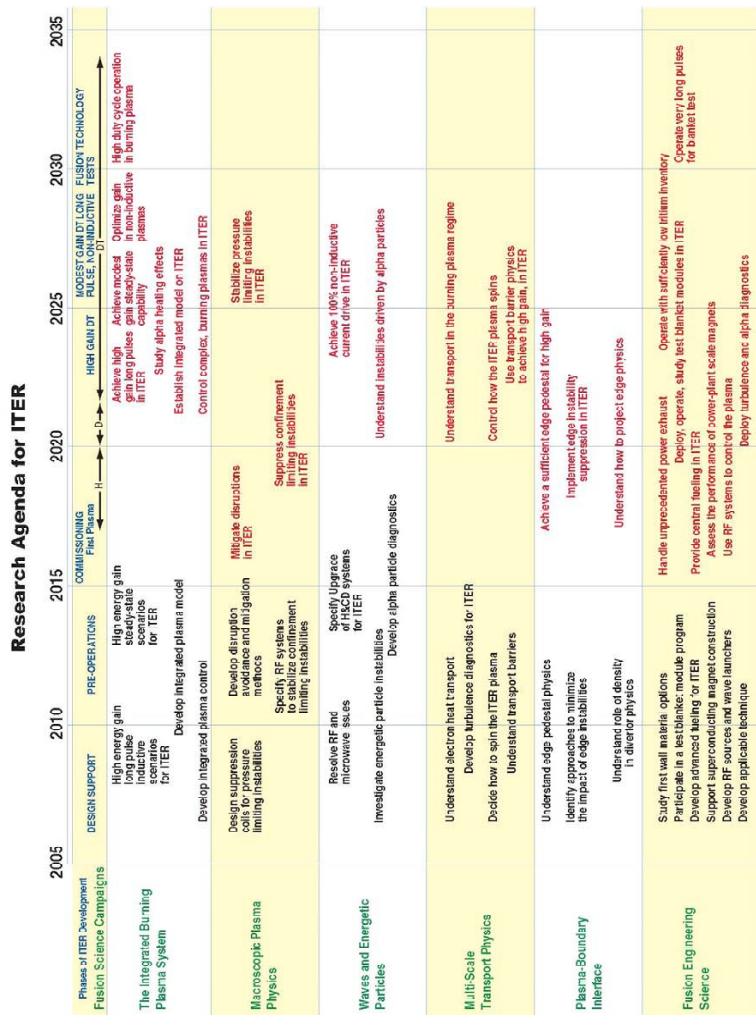 Research Agenda for ITER
2005
2010
2015
2020
2025
2030
2035
Phases of ITER Development
DESIGN SUPPORT
PRE-OPERATIONS
COMMISSIONING
First Plasma
HIGH GAIN DT
MODEST GAIN DT LONG
PULSE, NON-INDUCTIVE
FUSION TECHNOLOGY
TESTS
Fusion Science Campaigns
H
D
DT
The Integrated Burning
Plasma System
High energy gain
long pulse
inductive
scenarios
for ITER
High energy gain
steady-state
scenarios
for ITER
Develop integrated plasma model
Develop integrated plasma control
Achieve high
gain long pulses
in ITER
Achieve modest
gain steady-state
capability
Optimize gain
in non-inductive
plasmas
High duty cycle operation
in burning plasma
Study alpha heating effects
Establish integrated model or ITER
Control complex, burning plasmas in ITER
Macroscopic Plasma
Physics
Design suppression
coils for pressure
limiting instabilities
Develop disruption
avoidance and mitigation
methods
Specify RF systems
to stabilize confinement
limiting instabilities
Mitigate disruptions
in ITER
Suppress confinement
limiting instabilities
in ITER
Stabilize pressure
limiting instabilities
in ITER
Waves and Energetic
Particles
Resolve RF and
microwave issues
Specify Upgrade
of H&CD systems
for ITER
Investigate energetic particle instabilities
Develop alpha particle diagnostics
Achieve 100% non-inductive
current drive in ITER
Understand instabilities driven by alpha particles
Multi-Scale
Transport Physics
Understand electron heat transport
Develop turbulence diagnostics for ITER
Decide how to spin the ITER plasma
Understand transport barriers
Understand transport in the burning plasma regime
Control how the ITER plasma spins
Use transport barrier physics
to achieve high gain, in ITER
Plasma-Boundary
Interface
Understand edge pedestal physics
Identify approaches to minimize
the impact of edge instabilities
Understand role of density
in divertor physics
Achieve a sufficient edge pedestal for high gain
Implement edge instability
suppression in ITER
Understand how to project edge physics
Fusion Engineering
Science
Study first wall material options
Participate in a test blanket module program
Develop advanced fueling for ITER
Support superconducting magnet construction
Develop RF sources and wave launchers
Develop applicable technique
Handle unprecedented power exhaust
Operate with sufficiently low tritium inventory
Deploy, operate, study test blanket modules in ITER
Operate very long pulses
for blanket test
Provide central fueling in ITER
Assess the performance of power-plant scale magnets
Use RF systems to control the plasma
Deploy turbulence and alpha diagnostics